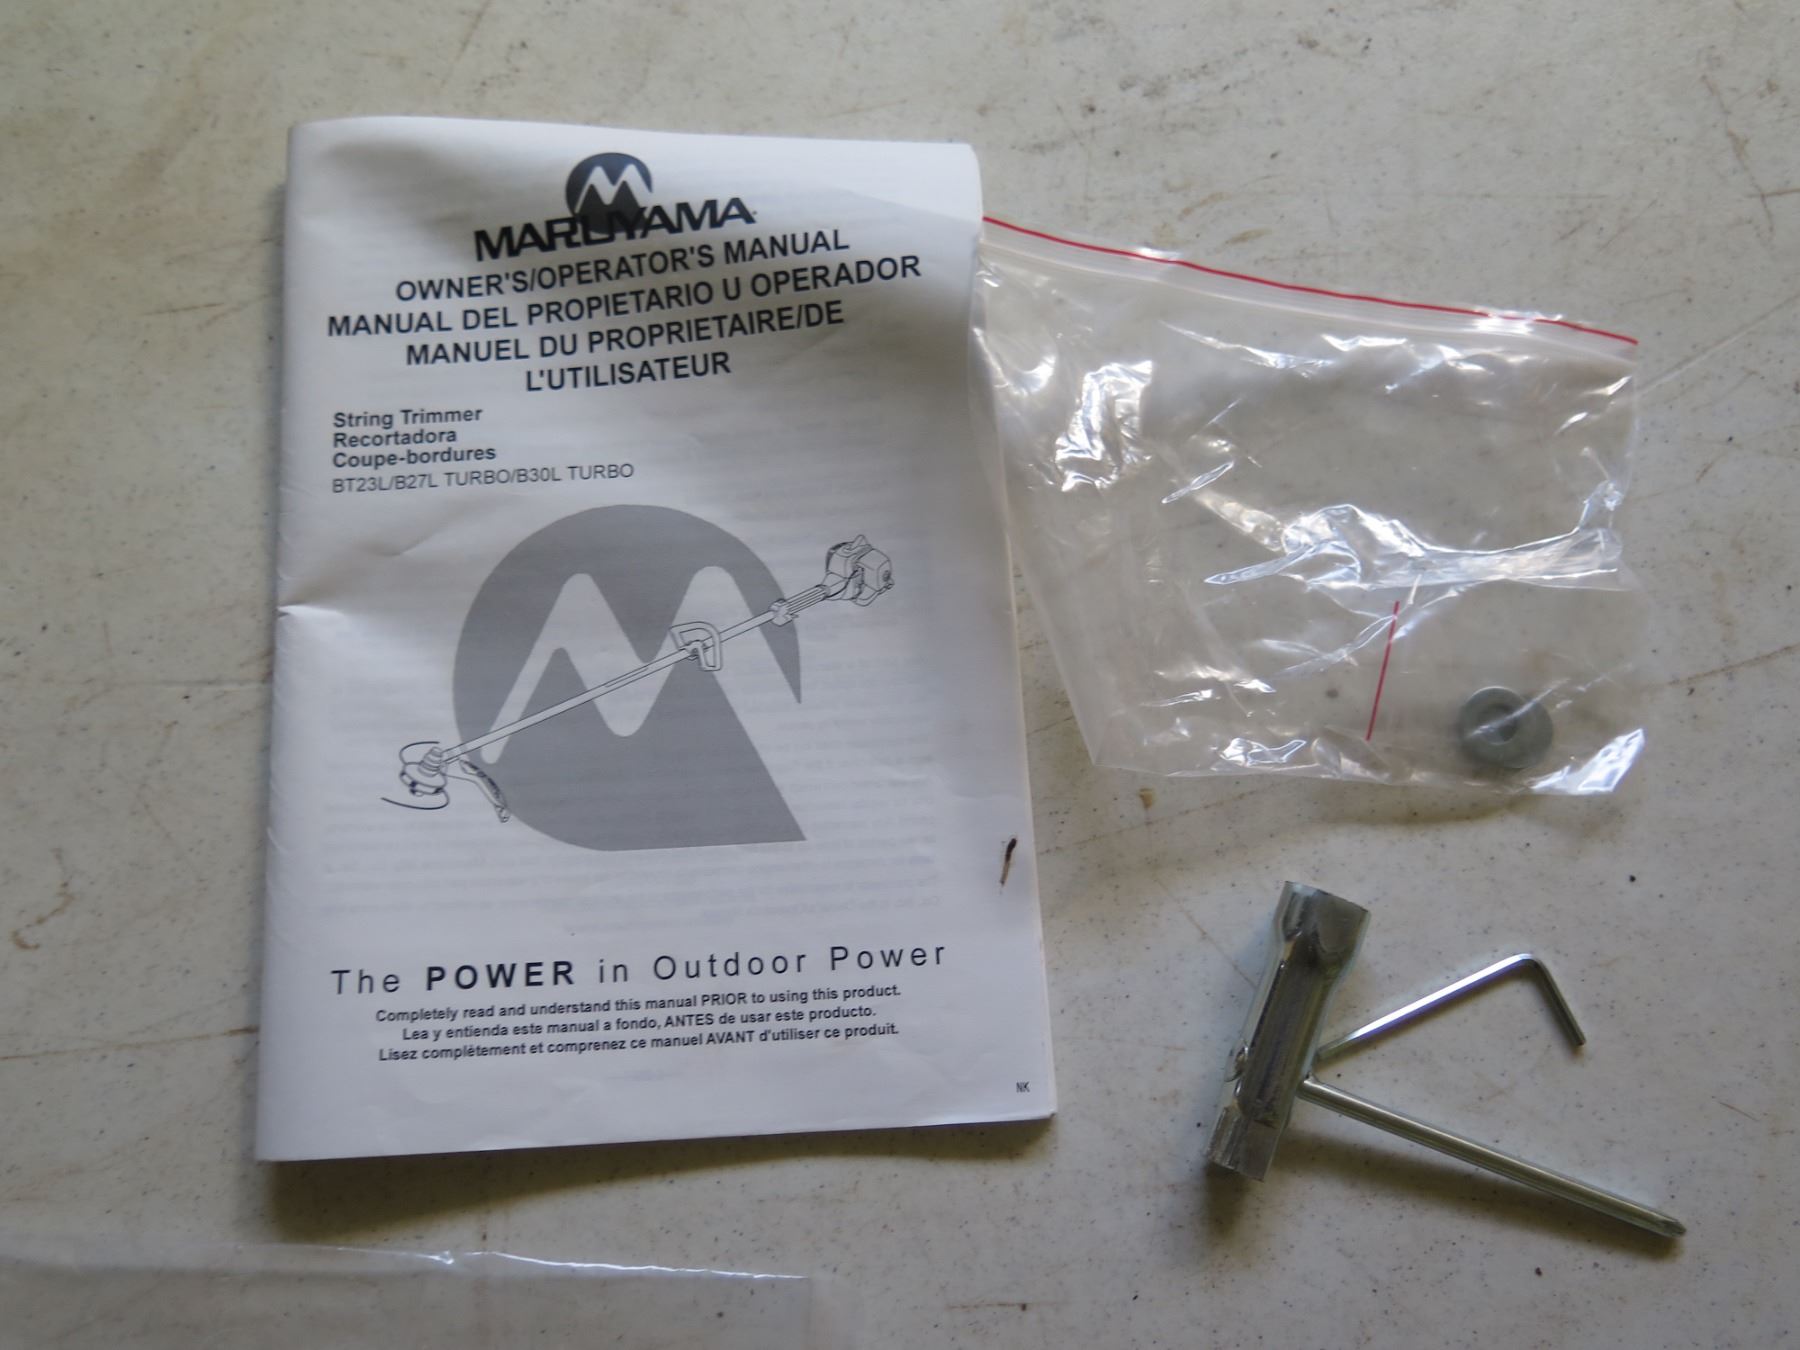 MARUYAMA
OWNER'S/OPERATOR'S MANUAL
MANUAL DEL PROPIETARIO U OPERADOR
MANUEL DU PROPRIETAIRE/DE
L'UTILISATEUR
String Trimmer
Recortadora
Coupe-bordures
BT23L/B27L TURBO/B30L TURBO
The POWER in Outdoor Power
Completely read and understand this manual PRIOR to using this product.
Lea y entienda este manual a fondo, ANTES de usar este producto.
Lisez complètement et comprenez ce manuel AVANT d'utiliser ce produit.
NK